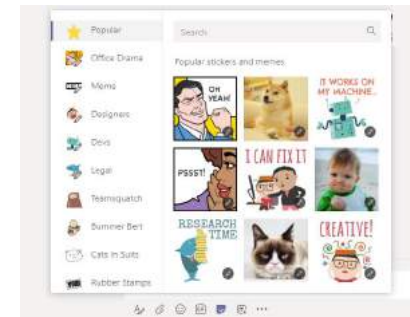 Popular
Office Drama
Meme
Designers
Devs
Legal
Teamsquatch
Bummer Bert
Cats in Suits
Rubber Stamps
Search
Popular stickers and memes
OH
YEAH!
IT WORKS ON
MY MACHINE...
PSSST!
I CAN FIX IT
RESEARCH
TIME
CREATIVE!
GIF